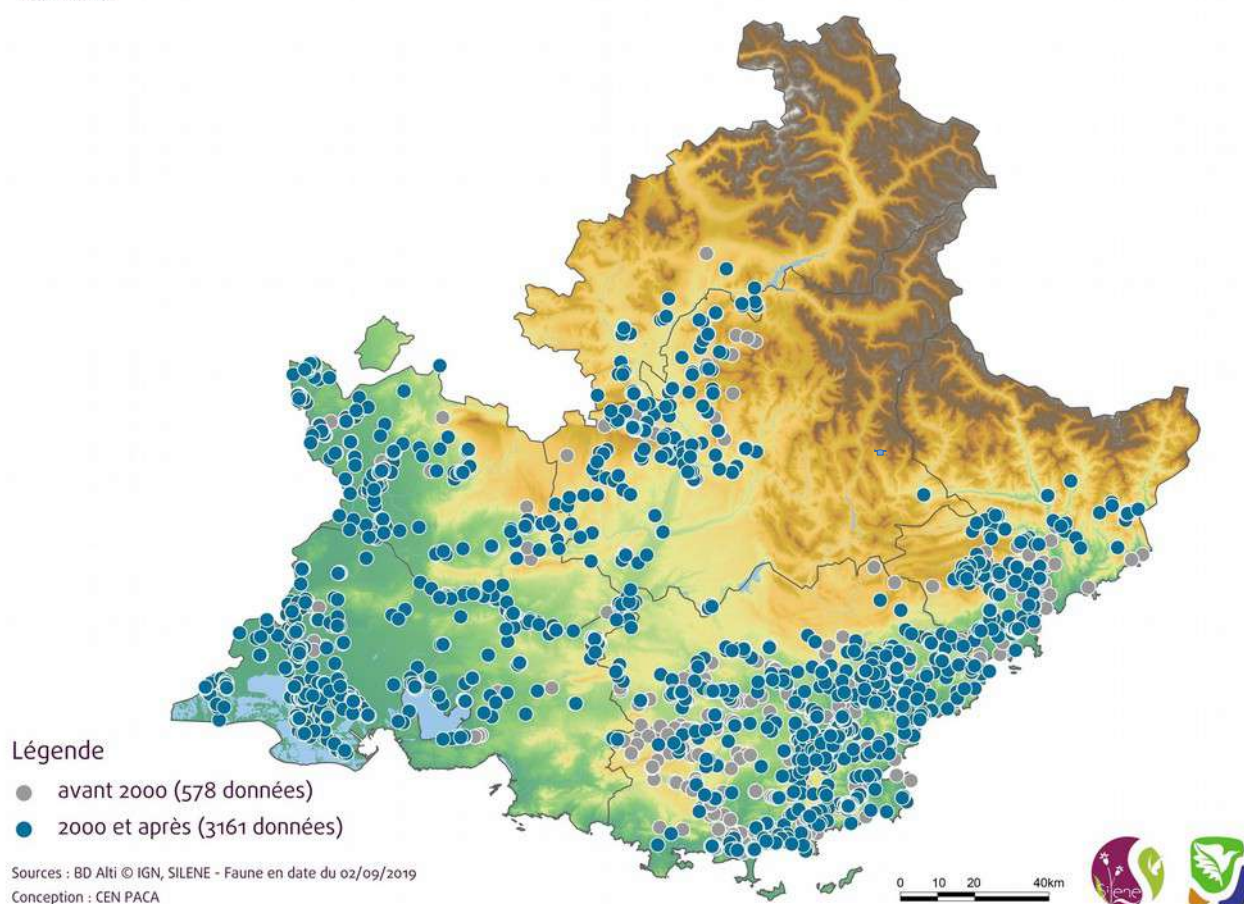 Légende
avant 2000 (578 données)
2000 et après (3161 données)
Sources : BD Alti © IGN, SILENE - Faune en date du 02/09/2019
Conception : CEN PACA
0 10 20 40km
Silene